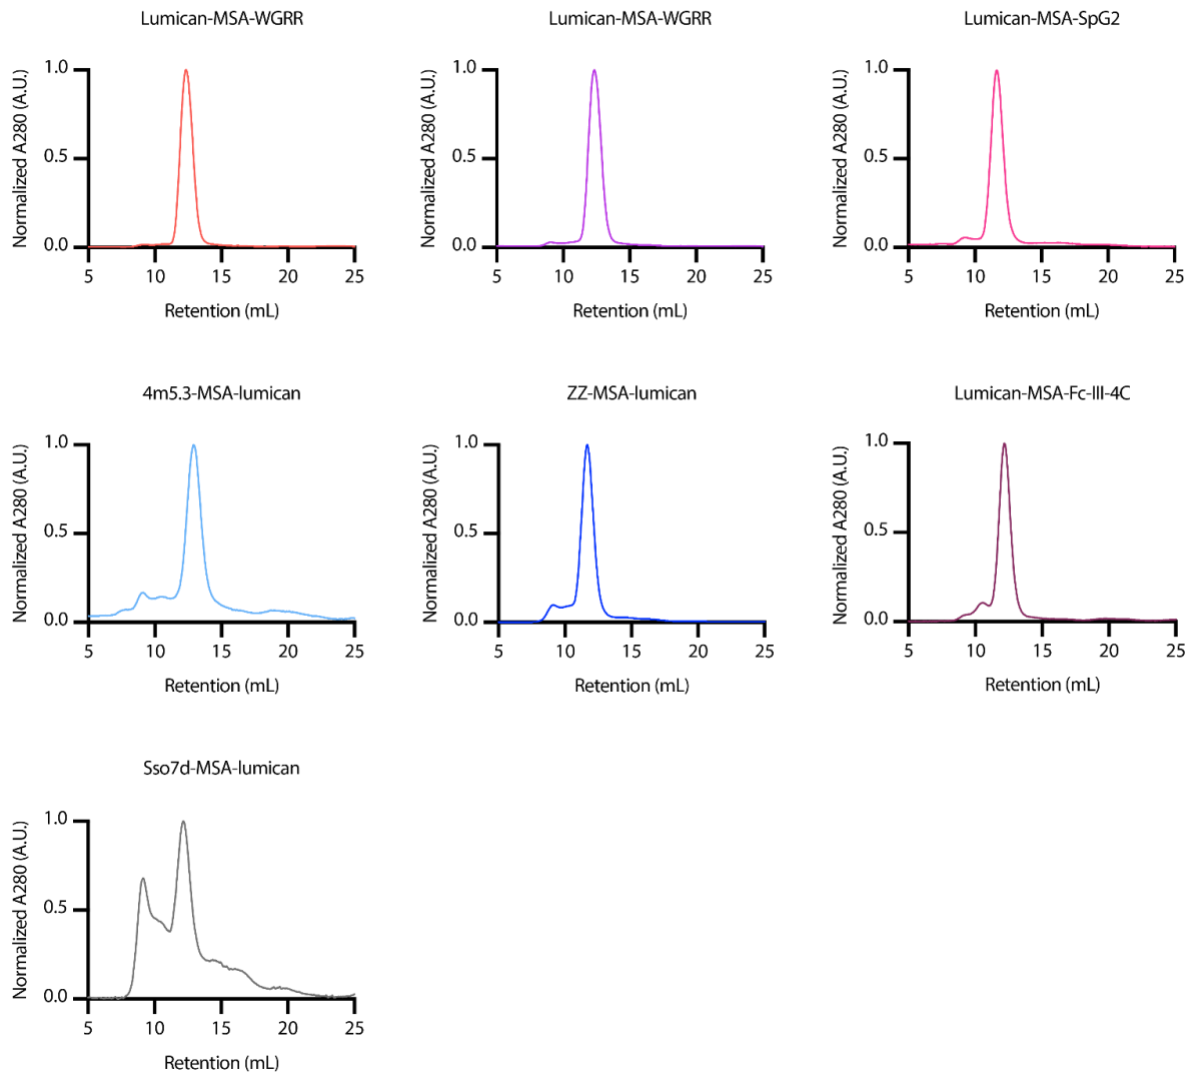 Lumican-MSA-WGRR
Normalized A280 (A.U.)
1.0
0.5
0.0
5 10 15 20 25
Retention (mL)
Lumican-MSA-WGRR
Normalized A280 (A.U.)
1.0
0.5
0.0
5 10 15 20 25
Retention (mL)
Lumican-MSA-SpG2
Normalized A280 (A.U.)
1.0
0.5
0.0
5 10 15 20 25
Retention (mL)
4m5.3-MSA-lumican
Normalized A280 (A.U.)
1.0
0.5
0.0
5 10 15 20 25
Retention (mL)
ZZ-MSA-lumican
Normalized A280 (A.U.)
1.0
0.5
0.0
5 10 15 20 25
Retention (mL)
Lumican-MSA-Fc-III-4C
Normalized A280 (A.U.)
1.0
0.5
0.0
5 10 15 20 25
Retention (mL)
Sso7d-MSA-lumican
Normalized A280 (A.U.)
1.0
0.5
0.0
5 10 15 20 25
Retention (mL)